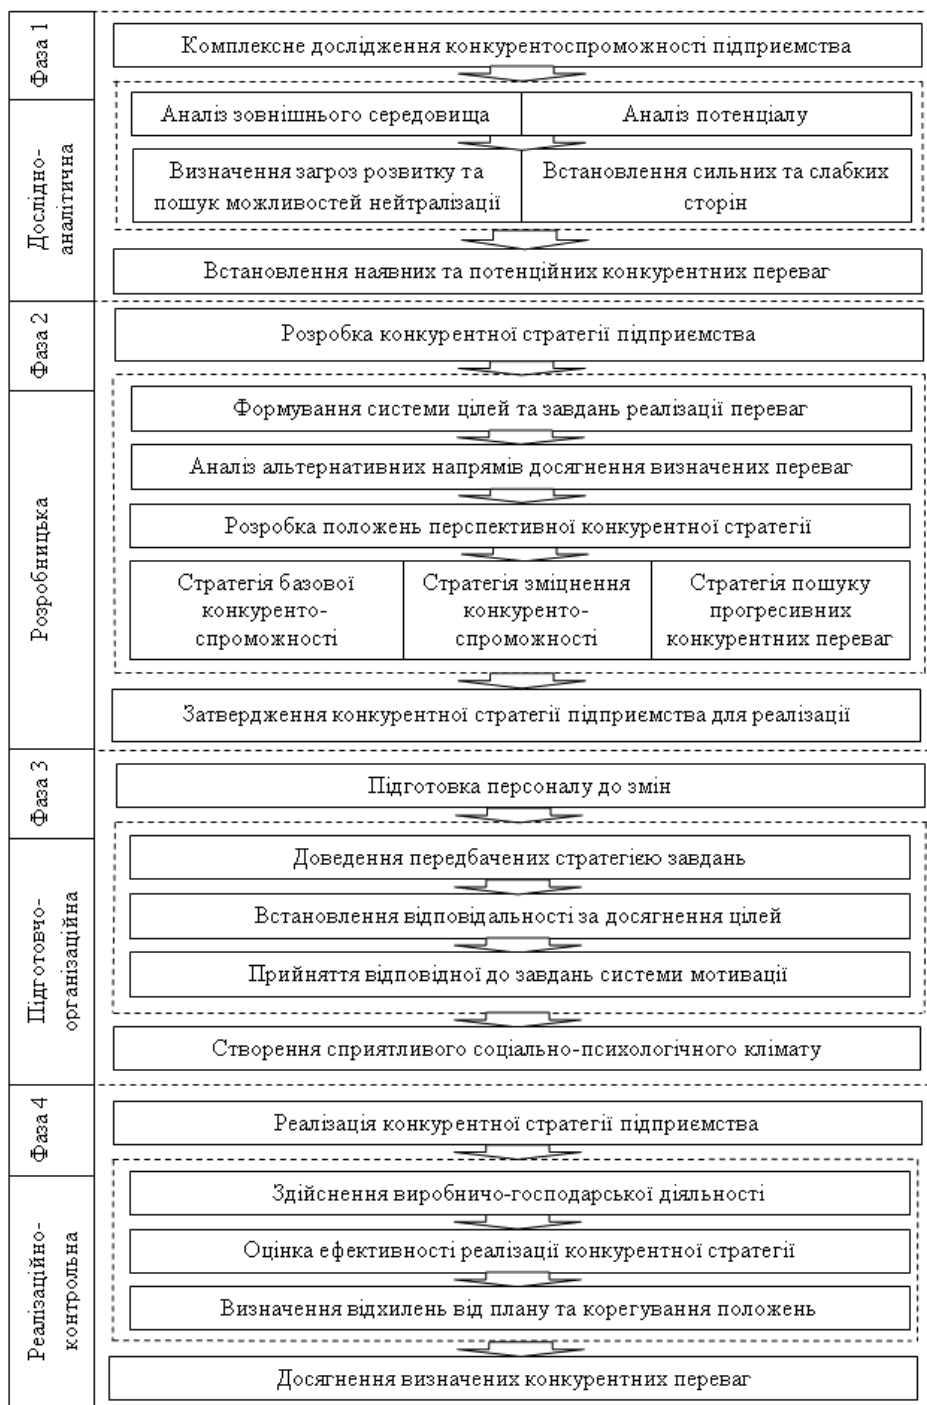 Фаза 1
Комплексне дослідження конкурентоспроможності підприємства
Дослідно-
аналітична
Аналіз зовнішнього середовища
Аналіз потенціалу
Визначення загроз розвитку та
пошук можливостей нейтралізації
Встановлення сильних та слабких
сторін
Встановлення наявних та потенційних конкурентних переваг
Фаза 2
Розробка конкурентної стратегії підприємства
Розробницька
Формування системи цілей та завдань реалізації переваг
Аналіз альтернативних напрямів досягнення визначених переваг
Розробка положень перспективної конкурентної стратегії
Стратегія базової
конкуренто-
спроможності
Стратегія зміцнення
конкуренто-
спроможності
Стратегія пошуку
прогресивних
конкурентних переваг
Затвердження конкурентної стратегії підприємства для реалізації
Фаза 3
Підготовка персоналу до змін
Підготовчо-
організаційна
Доведення передбачених стратегією завдань
Встановлення відповідальності за досягнення цілей
Прийняття відповідної до завдань системи мотивації
Створення сприятливого соціально-психологічного клімату
Фаза 4
Реалізація конкурентної стратегії підприємства
Реалізаційно-
контрольна
Здійснення виробничо-господарської діяльності
Оцінка ефективності реалізації конкурентної стратегії
Визначення відхилень від плану та корегування положень
Досягнення визначених конкурентних переваг